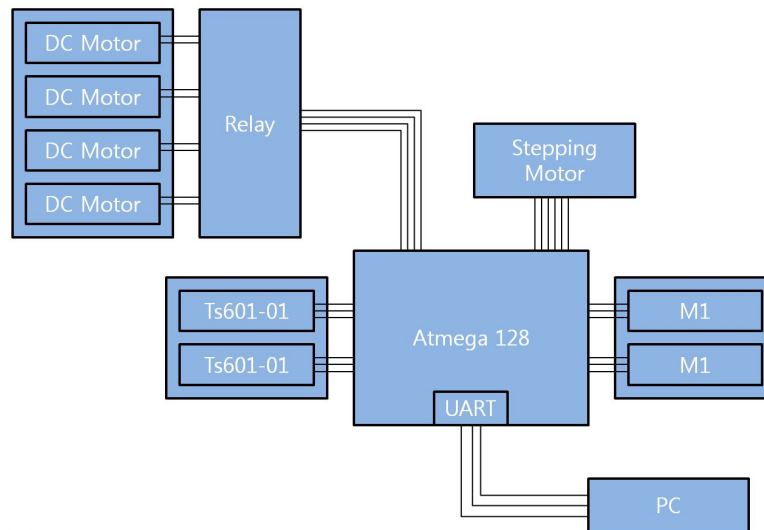 DC Motor
DC Motor
DC Motor
DC Motor
Relay
Stepping
Motor
Ts601-01
Ts601-01
Atmega 128
UART
M1
M1
PC